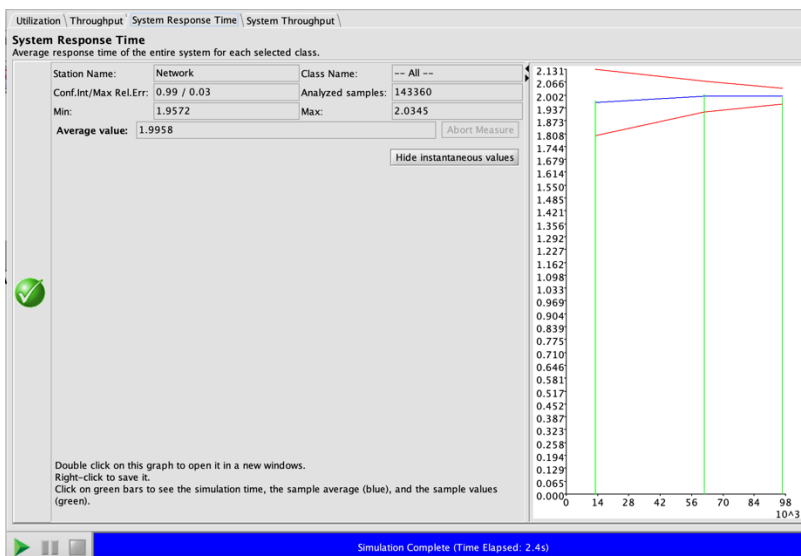 Utilization Throughput System Response Time System Throughput
System Response Time
Average response time of the entire system for each selected class.
Station Name: Network Class Name: -- All --
Conf.Int/Max Rel.Err: 0.99 / 0.03 Analyzed samples: 143360
Min: 1.9572 Max: 2.0345
Average value: 1.9958 Abort Measure
Hide instantaneous values
Double click on this graph to open it in a new windows.
Right-click to save it.
Click on green bars to see the simulation time, the sample average (blue), and the sample values
(green).
2.131
2.066
2.002
1.937
1.873
1.808
1.744
1.679
1.614
1.550
1.485
1.421
1.356
1.292
1.227
1.162
1.098
1.033
0.969
0.904
0.839
0.775
0.710
0.646
0.581
0.517
0.452
0.387
0.323
0.258
0.194
0.129
0.065
0.000
0 14 28 42 56 70 84 98
10^3
Simulation Complete (Time Elapsed: 2.4s)